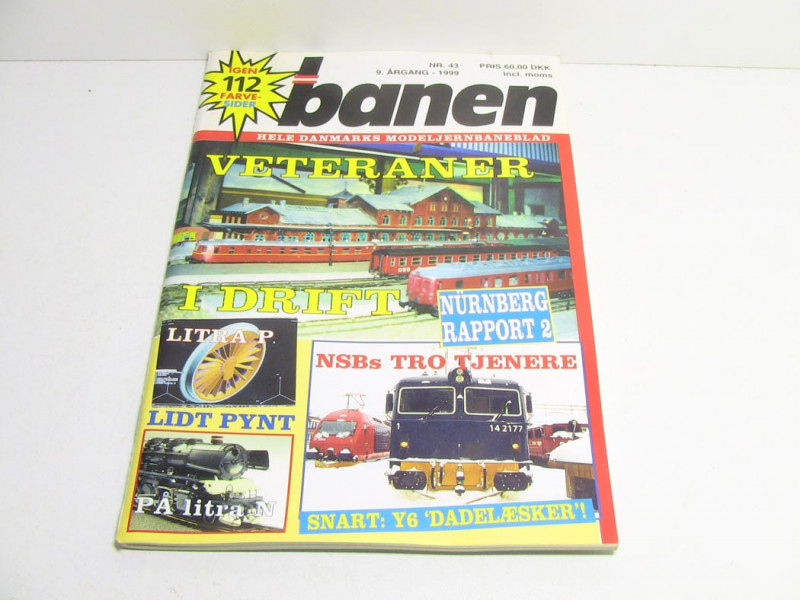 IGEN
112
FARVE-
SIDER
NR. 43
9. ÅRGANG - 1999
PRIS 60,00 DKK
incl. moms
banen
HELE DANMARKS MODELJERNBANEBLAD
VETERANER
I DRIFT
NÜRNBERG
RAPPORT 2
LITRA P
LIDT PYNT
PÅ litra N
NSBs TRO TJENERE
1
14 2177
SNART: Y6 'DADELÆSKER'!